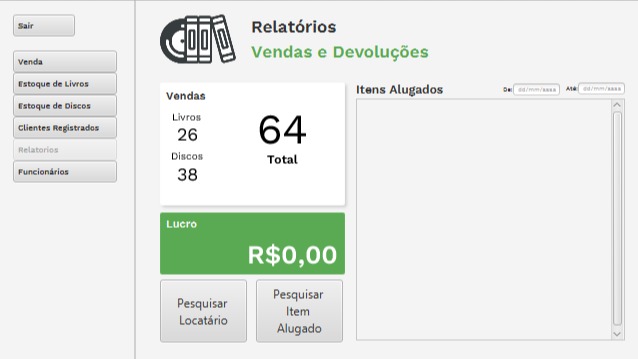 Sair
Venda
Estoque de Livros
Estoque de Discos
Clientes Registrados
Relatorios
Funcionários
Relatórios
Vendas e Devoluções
Vendas
Livros
26
Discos
38
64
Total
Lucro
R$0,00
Pesquisar
Locatário
Pesquisar
Item
Alugado
Itens Alugados
De: dd/mm/aaaa Até: dd/mm/aaaa